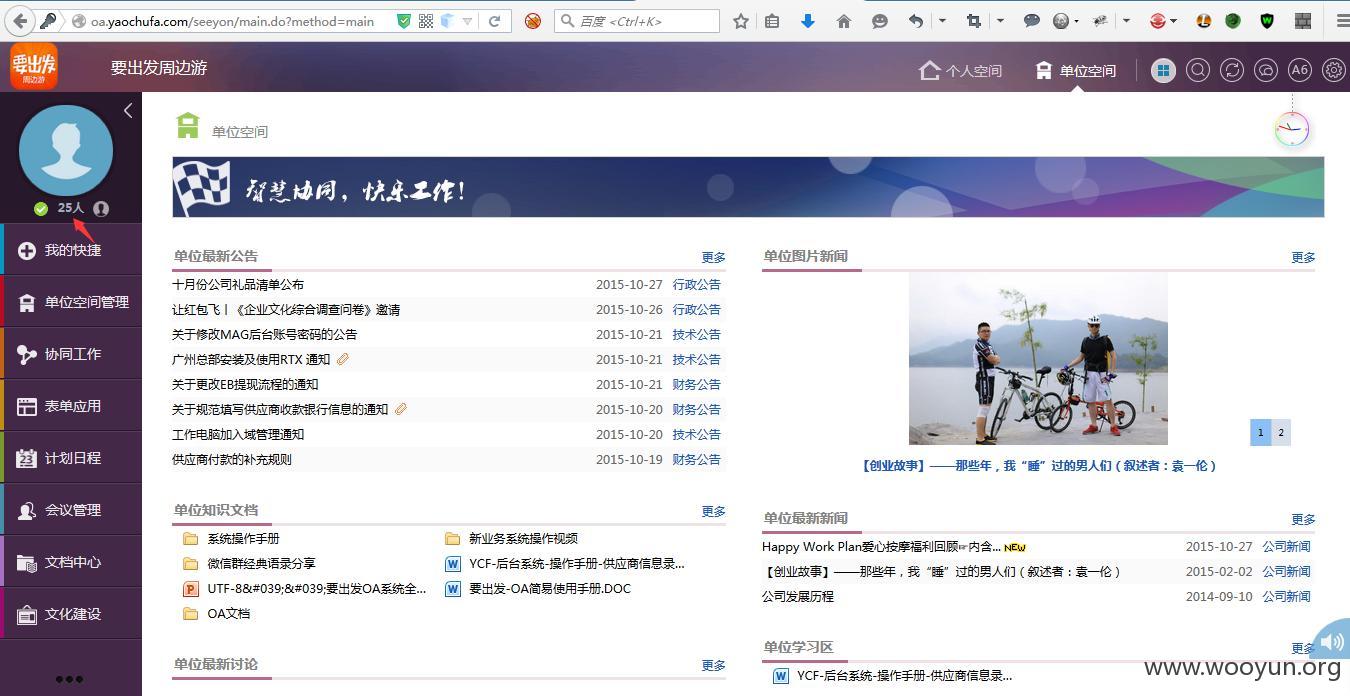 oa.yaochufa.com/seeyon/main.do?method=main
百度 <Ctrl+K>
要出发
周边游
要出发周边游
个人空间
单位空间
A6
单位空间
智慧协同，快乐工作！
25人
我的快捷
单位空间管理
协同工作
表单应用
23
计划日程
会议管理
文档中心
文化建设
单位最新公告 更多
十月份公司礼品清单公布 2015-10-27 行政公告
让红包飞丨《企业文化综合调查问卷》邀请 2015-10-26 行政公告
关于修改MAG后台账号密码的公告 2015-10-21 技术公告
广州总部安装及使用RTX 通知 2015-10-21 技术公告
关于更改EB提现流程的通知 2015-10-21 财务公告
关于规范填写供应商收款银行信息的通知 2015-10-20 财务公告
工作电脑加入域管理通知 2015-10-20 技术公告
供应商付款的补充规则 2015-10-19 财务公告
单位知识文档 更多
系统操作手册 新业务系统操作视频
微信群经典语录分享 YCF-后台系统-操作手册-供应商信息录...
UTF-8&#039;&#039;要出发OA系统全... 要出发-OA简易使用手册.DOC
OA文档
单位最新讨论 更多
单位图片新闻 更多
1 2
【创业故事】——那些年，我“睡”过的男人们（叙述者：袁一伦）
单位最新新闻 更多
Happy Work Plan爱心按摩福利回顾☞内含... NEW 2015-10-27 公司新闻
【创业故事】——那些年，我“睡”过的男人们（叙述者：袁一伦） 2015-02-02 公司新闻
公司发展历程 2014-09-10 公司新闻
单位学习区 更多
YCF-后台系统-操作手册-供应商信息录...
www.wooyun.org